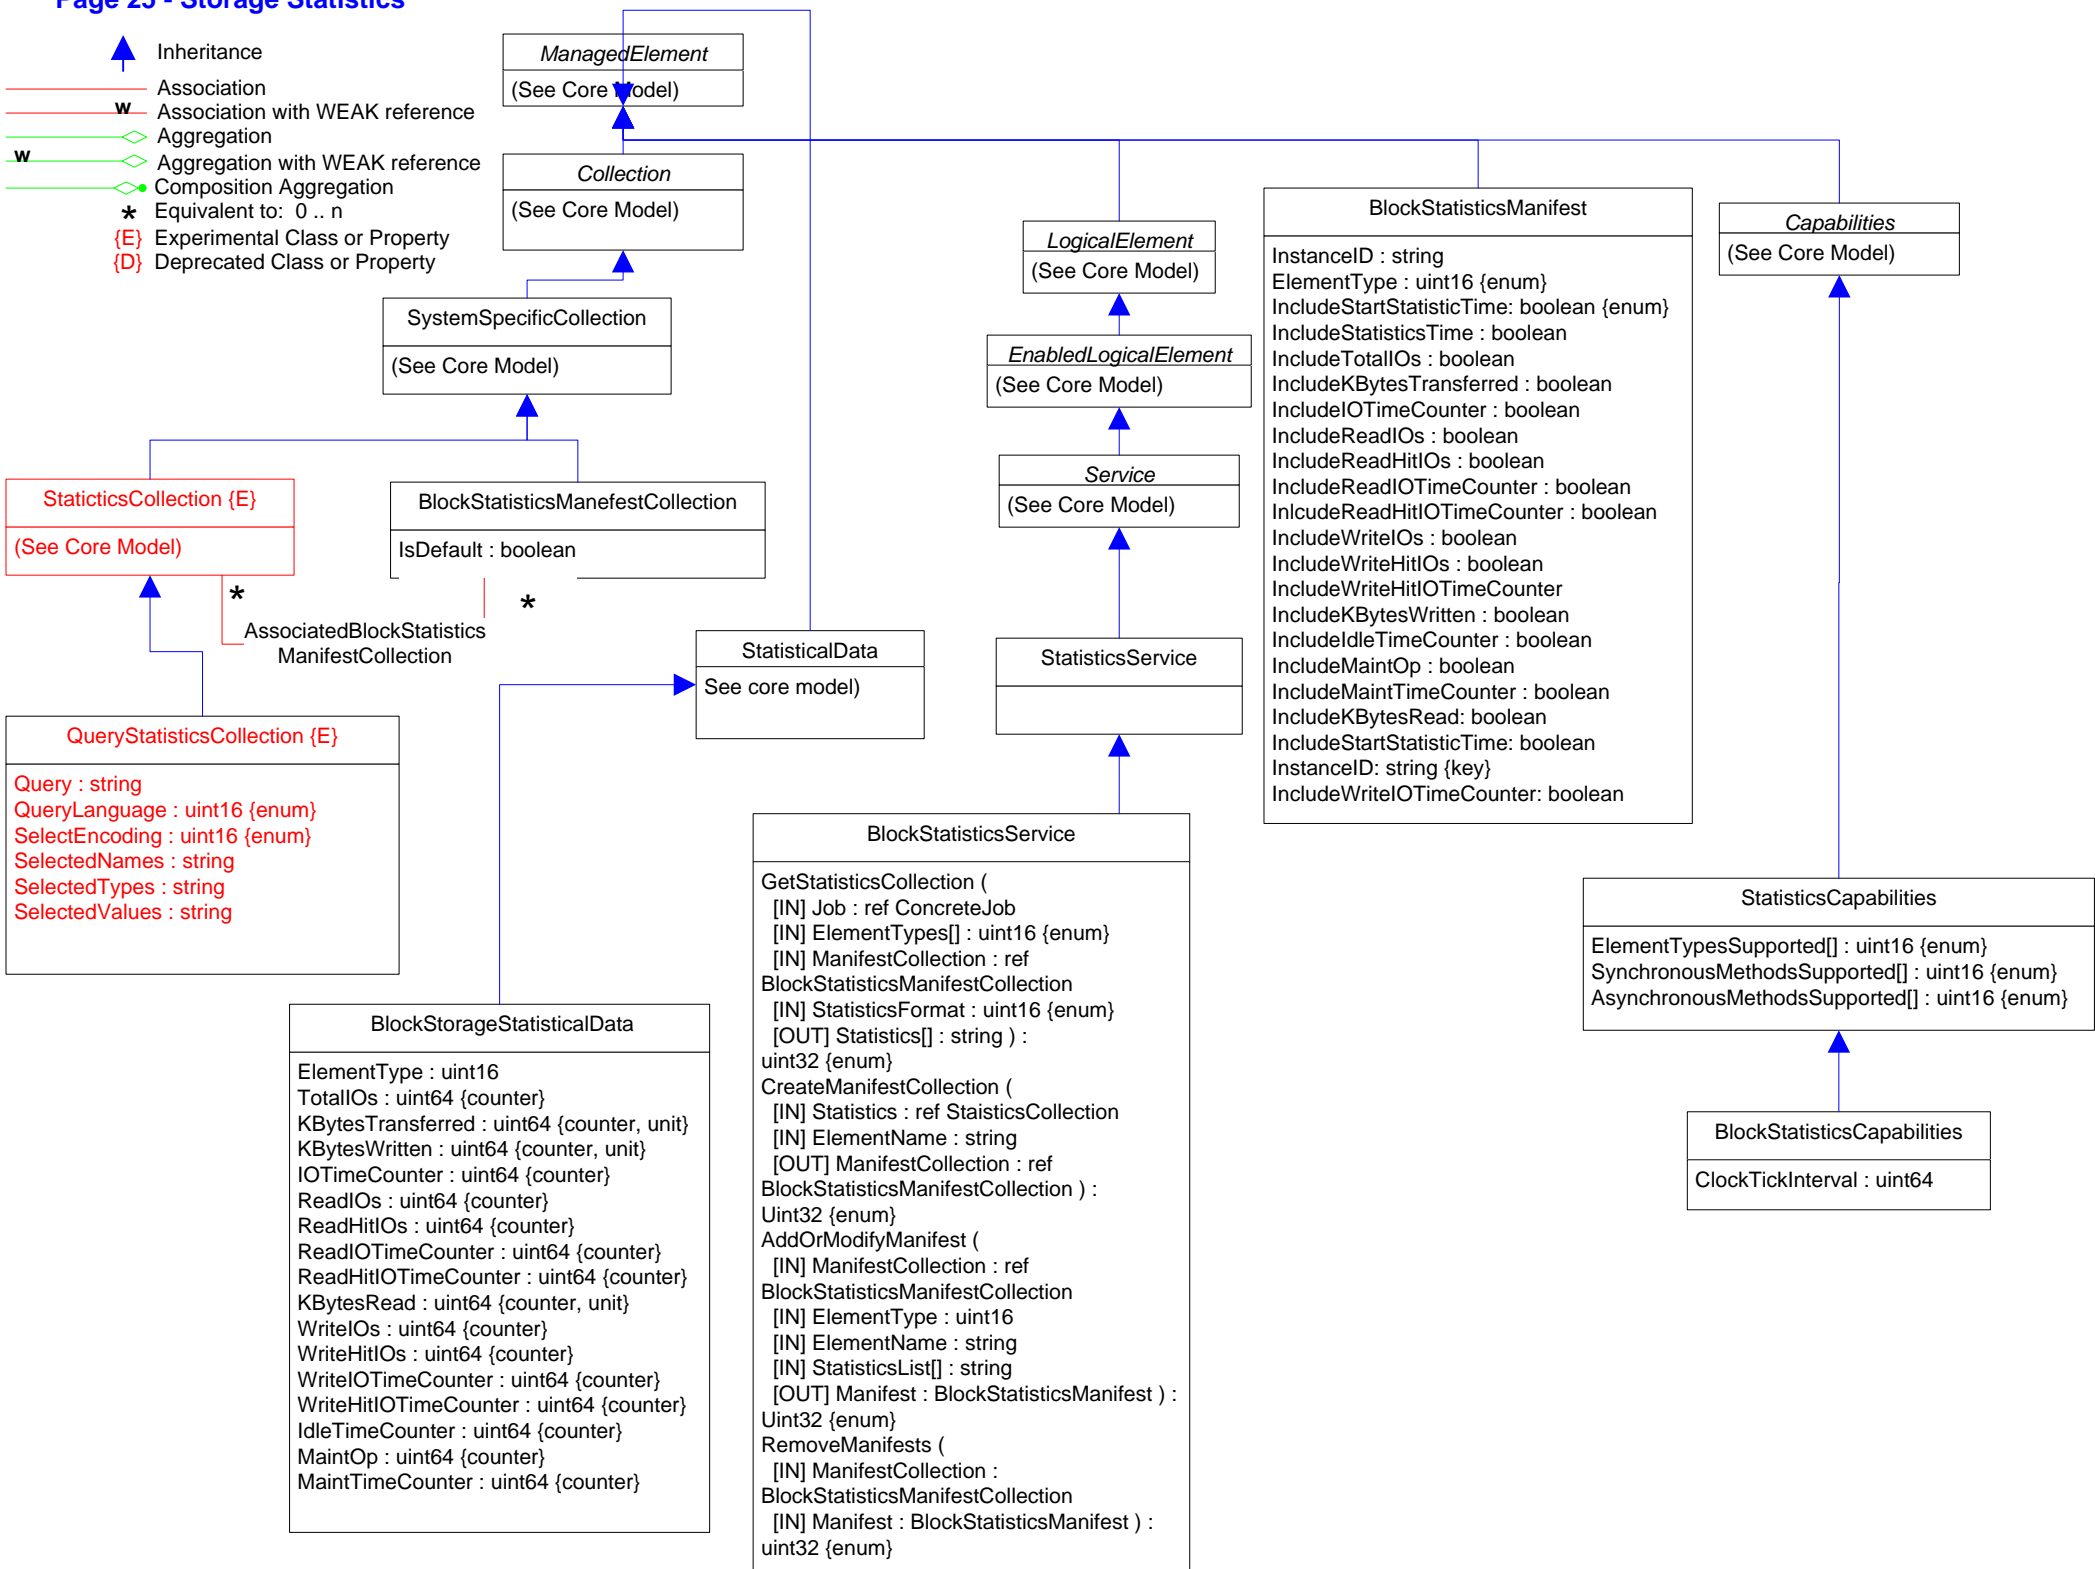 Page 25 - Storage Statistics
Inheritance
Association
w
Association with WEAK reference
Aggregation
w
Aggregation with WEAK reference
Composition Aggregation
* Equivalent to: 0 .. n
{E} Experimental Class or Property
{D} Deprecated Class or Property
ManagedElement
(See Core Model)
Collection
(See Core Model)
SystemSpecificCollection
(See Core Model)
StaticticsCollection {E}
(See Core Model)
BlockStatisticsManefestCollection
IsDefault : boolean
*
*
AssociatedBlockStatistics
ManifestCollection
QueryStatisticsCollection {E}
Query : string
QueryLanguage : uint16 {enum}
SelectEncoding : uint16 {enum}
SelectedNames : string
SelectedTypes : string
SelectedValues : string
StatisticalData
See core model)
BlockStorageStatisticalData
ElementType : uint16
TotalIOs : uint64 {counter}
KBytesTransferred : uint64 {counter, unit}
KBytesWritten : uint64 {counter, unit}
IOTimeCounter : uint64 {counter}
ReadIOs : uint64 {counter}
ReadHitIOs : uint64 {counter}
ReadIOTimeCounter : uint64 {counter}
ReadHitIOTimeCounter : uint64 {counter}
KBytesRead : uint64 {counter, unit}
WriteIOs : uint64 {counter}
WriteHitIOs : uint64 {counter}
WriteIOTimeCounter : uint64 {counter}
WriteHitIOTimeCounter : uint64 {counter}
IdleTimeCounter : uint64 {counter}
MaintOp : uint64 {counter}
MaintTimeCounter : uint64 {counter}
LogicalElement
(See Core Model)
EnabledLogicalElement
(See Core Model)
Service
(See Core Model)
StatisticsService
BlockStatisticsService
GetStatisticsCollection (
[IN] Job : ref ConcreteJob
[IN] ElementTypes[] : uint16 {enum}
[IN] ManifestCollection : ref
BlockStatisticsManifestCollection
[IN] StatisticsFormat : uint16 {enum}
[OUT] Statistics[] : string ) :
uint32 {enum}
CreateManifestCollection (
[IN] Statistics : ref StaisticsCollection
[IN] ElementName : string
[OUT] ManifestCollection : ref
BlockStatisticsManifestCollection ) :
Uint32 {enum}
AddOrModifyManifest (
[IN] ManifestCollection : ref
BlockStatisticsManifestCollection
[IN] ElementType : uint16
[IN] ElementName : string
[IN] StatisticsList[] : string
[OUT] Manifest : BlockStatisticsManifest ) :
Uint32 {enum}
RemoveManifests (
[IN] ManifestCollection :
BlockStatisticsManifestCollection
[IN] Manifest : BlockStatisticsManifest ) :
uint32 {enum}
BlockStatisticsManifest
InstanceID : string
ElementType : uint16 {enum}
IncludeStartStatisticTime: boolean {enum}
IncludeStatisticsTime : boolean
IncludeTotalIOs : boolean
IncludeKBytesTransferred : boolean
IncludeIOTimeCounter : boolean
IncludeReadIOs : boolean
IncludeReadHitIOs : boolean
IncludeReadIOTimeCounter : boolean
InlcudeReadHitIOTimeCounter : boolean
IncludeWriteIOs : boolean
IncludeWriteHitIOs : boolean
IncludeWriteHitIOTimeCounter
IncludeKBytesWritten : boolean
IncludeIdleTimeCounter : boolean
IncludeMaintOp : boolean
IncludeMaintTimeCounter : boolean
IncludeKBytesRead: boolean
IncludeStartStatisticTime: boolean
InstanceID: string {key}
IncludeWriteIOTimeCounter: boolean
Capabilities
(See Core Model)
StatisticsCapabilities
ElementTypesSupported[] : uint16 {enum}
SynchronousMethodsSupported[] : uint16 {enum}
AsynchronousMethodsSupported[] : uint16 {enum}
BlockStatisticsCapabilities
ClockTickInterval : uint64